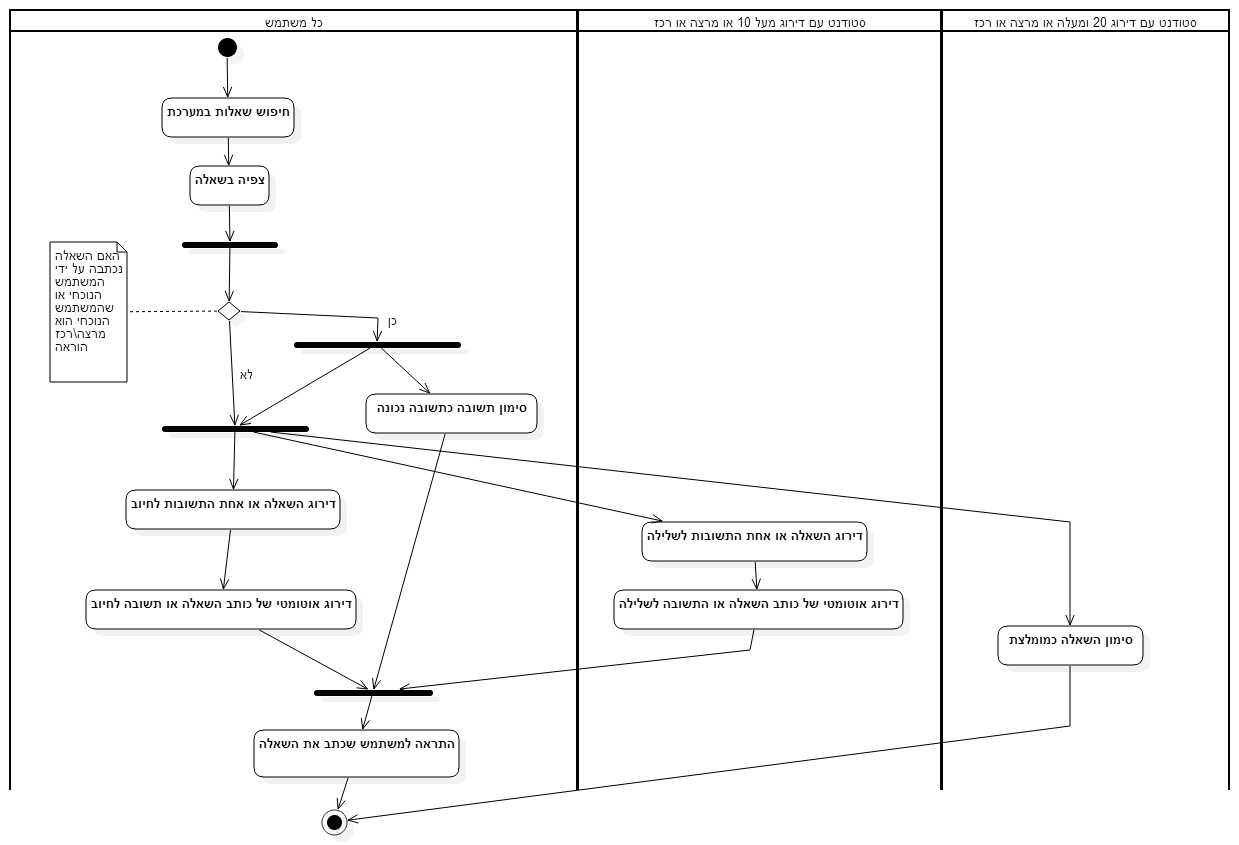 כל משתמש
סטודנט עם דירוג מעל 10 או מרצה או רכז
סטודנט עם דירוג 20 ומעלה או מרצה או רכז
חיפוש שאלות במערכת
צפיה בשאלה
האם השאלה
נכתבה על ידי
המשתמש
הנוכחי או
שהמשתמש
הנוכחי הוא
מרצה\רכז
הוראה
כן
לא
סימון תשובה כתשובה נכונה
דירוג השאלה או אחת התשובות לחיוב
דירוג השאלה או אחת התשובות לשלילה
דירוג אוטומטי של כותב השאלה או תשובה לחיוב
דירוג אוטומטי של כותב השאלה או התשובה לשלילה
סימון השאלה כמומלצת
התראה למשתמש שכתב את השאלה